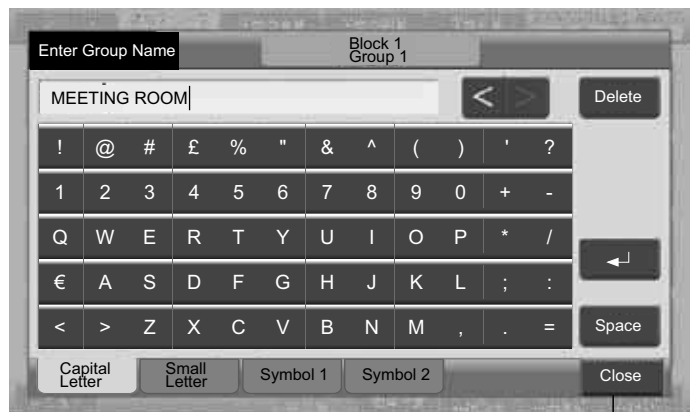 Enter Group Name
Block 1
Group 1
MEETING ROOM
< >
Delete
! @ # £ % " & ^ ( ) ' ?
1 2 3 4 5 6 7 8 9 0 + -
Q W E R T Y U I O P * /
€ A S D F G H J K L ; :
< > Z X C V B N M , . =
Space
Capital
Letter
Small
Letter
Symbol 1
Symbol 2
Close